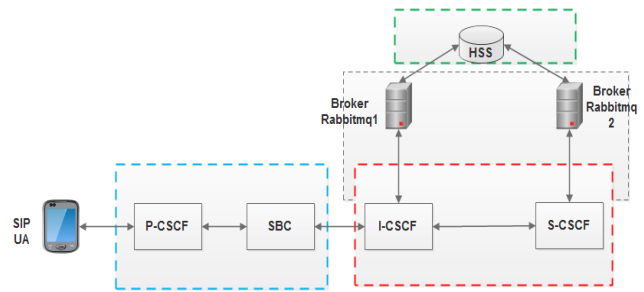 HSS
Broker
Rabbitmq1
Broker
Rabbitmq
2
SIP
UA
P-CSCF
SBC
I-CSCF
S-CSCF